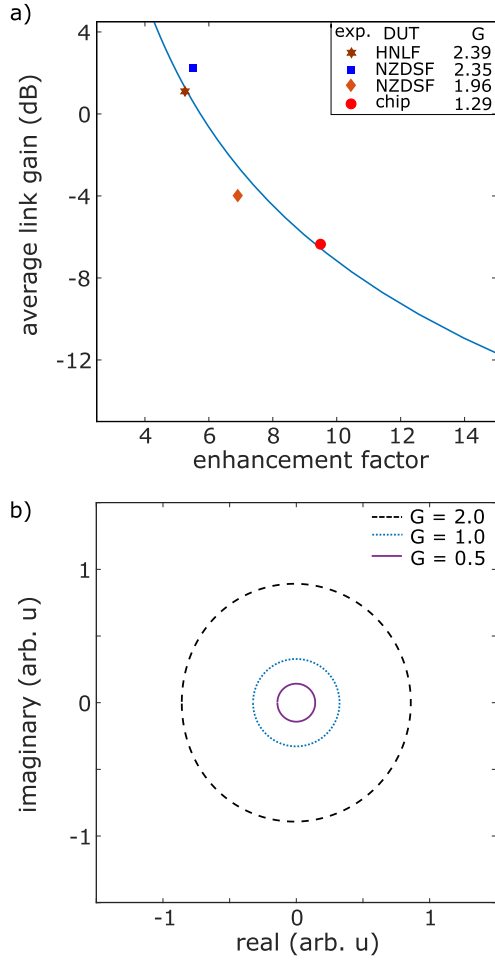 a)
4
0
-4
-8
-12
average link gain (dB)
exp. DUT G
HNLF 2.39
NZDSF 2.35
NZDSF 1.96
chip 1.29
4 6 8 10 12 14
enhancement factor
b)
G = 2.0
G = 1.0
G = 0.5
1
0
-1
imaginary (arb. u)
-1 0 1
real (arb. u)